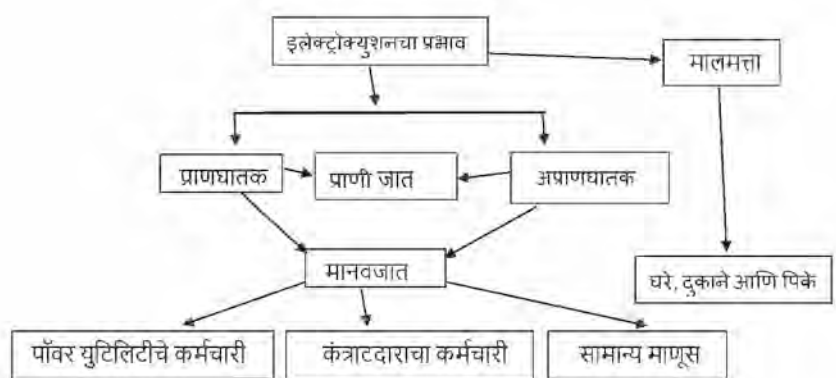 इलेक्ट्रोक्युशनचा प्रभाव
मालमत्ता
प्राणघातक
प्राणी जात
अप्राणघातक
मानवजात
घरे, दुकाने आणि पिके
पॉवर युटिलिटीचे कर्मचारी
कंत्राटदाराचा कर्मचारी
सामान्य माणूस